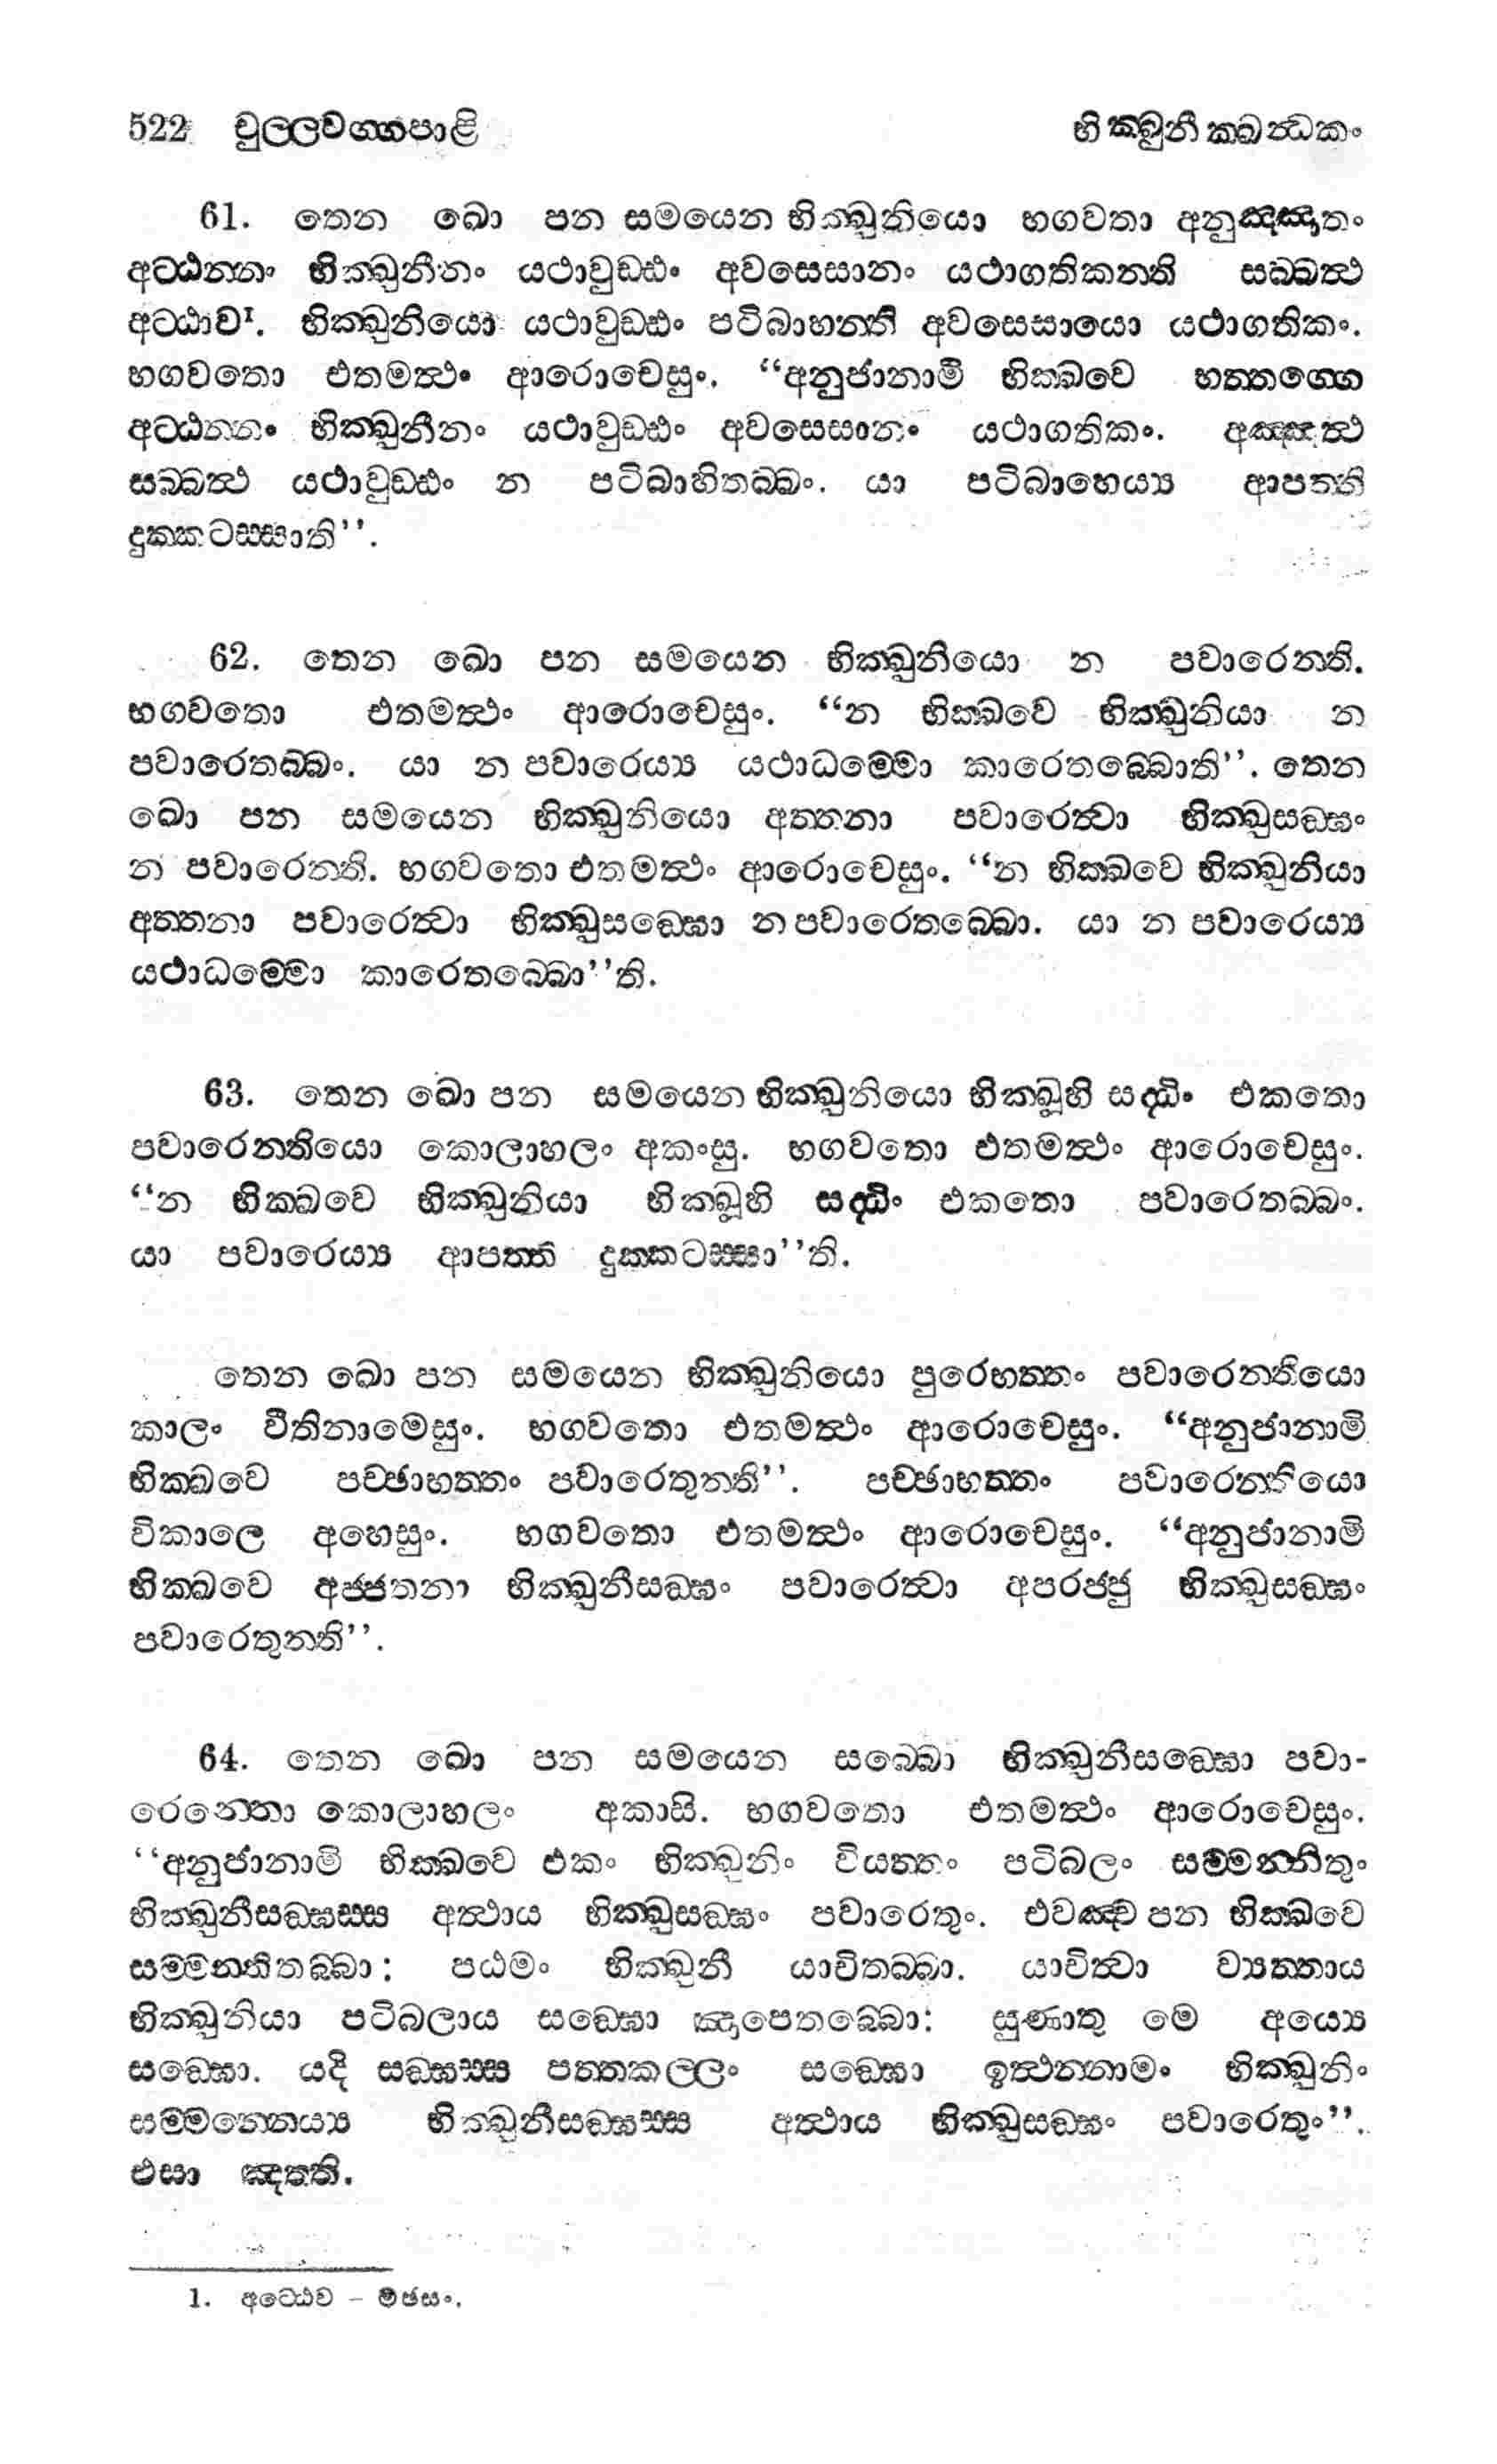 522 චුල්ලවග්ගපාළි භික්ඛුනීක්ඛන්ධකං
61. තෙන ඛො පන සමයෙන භික්ඛුනියො භගවතා අනුඤ්ඤාතං
අට්ඨන්නං භික්ඛුනීනං යථාවුඩ්ඪං අවසෙසානං යථාගතිකන්ති සබ්බත්ථ
අට්ඨාව¹. භික්ඛුනියො යථාවුඩ්ඪං පටිබාහන්ති අවසෙසායො යථාගතිකං.
භගවතො එතමත්ථං ආරොචෙසුං. “අනුජානාමි භික්ඛවෙ භත්තග්ගෙ
අට්ඨන්නං භික්ඛුනීනං යථාවුඩ්ඪං අවසෙසානං යථාගතිකං. අඤ්ඤත්ථ
සබ්බත්ථ යථාවුඩ්ඪං න පටිබාහිතබ්බං. යා පටිබාහෙය්‍ය ආපත්ති
දුක්කටස්සාති’’.
62. තෙන ඛො පන සමයෙන භික්ඛුනියො න පවාරෙන්ති.
භගවතො එතමත්ථං ආරොචෙසුං. “න භික්ඛවෙ භික්ඛුනියා න
පවාරෙතබ්බං. යා න පවාරෙය්‍ය යථාධම්මො කාරෙතබ්බොති’’. තෙන
ඛො පන සමයෙන භික්ඛුනියො අත්තනා පවාරෙත්වා භික්ඛුසඞ්ඝං
න පවාරෙන්ති. භගවතො එතමත්ථං ආරොචෙසුං. “න භික්ඛවෙ භික්ඛුනියා
අත්තනා පවාරෙත්වා භික්ඛුසඞ්ඝො න පවාරෙතබ්බො. යා න පවාරෙය්‍ය
යථාධම්මො කාරෙතබ්බො’’ති.
63. තෙන ඛො පන සමයෙන භික්ඛුනියො භික්ඛූහි සද්ධිං එකතො
පවාරෙන්තියො කොලාහලං අකංසු. භගවතො එතමත්ථං ආරොචෙසුං.
“න භික්ඛවෙ භික්ඛුනියා භික්ඛූහි සද්ධිං එකතො පවාරෙතබ්බං.
යා පවාරෙය්‍ය ආපත්ති දුක්කටස්සා’’ති.
තෙන ඛො පන සමයෙන භික්ඛුනියො පුරෙභත්තං පවාරෙන්තියො
කාලං වීතිනාමෙසුං. භගවතො එතමත්ථං ආරොචෙසුං. “අනුජානාමි
භික්ඛවෙ පච්ඡාභත්තං පවාරෙතුන්ති’’. පච්ඡාභත්තං පවාරෙන්තියො
විකාලෙ අහෙසුං. භගවතො එතමත්ථං ආරොචෙසුං. “අනුජානාමි
භික්ඛවෙ අජ්ජතනා භික්ඛුනීසඞ්ඝං පවාරෙත්වා අපරජ්ජු භික්ඛුසඞ්ඝං
පවාරෙතුන්ති’’.
64. තෙන ඛො පන සමයෙන සබ්බො භික්ඛුනීසඞ්ඝො පවා-
රෙන්තො කොලාහලං අකාසි. භගවතො එතමත්ථං ආරොචෙසුං.
“අනුජානාමි භික්ඛවෙ එකං භික්ඛුනිං වියත්තං පටිබලං සම්මන්නිතුං
භික්ඛුනීසඞ්ඝස්ස අත්ථාය භික්ඛුසඞ්ඝං පවාරෙතුං. එවඤ්ච පන භික්ඛවෙ
සම්මන්නිතබ්බා: පඨමං භික්ඛුනී යාචිතබ්බා. යාචිත්වා ව්‍යත්තාය
භික්ඛුනියා පටිබලාය සඞ්ඝො ඤාපෙතබ්බො: සුණාතු මෙ අය්‍යෙ
සඞ්ඝො. යදි සඞ්ඝස්ස පත්තකල්ලං සඞ්ඝො ඉත්ථන්නාමං භික්ඛුනිං
සම්මන්නෙය්‍ය භික්ඛුනීසඞ්ඝස්ස අත්ථාය භික්ඛුසඞ්ඝං පවාරෙතුං’’.
එසා ඤත්ති.
1. අට්ඨෙව – මඡසං.